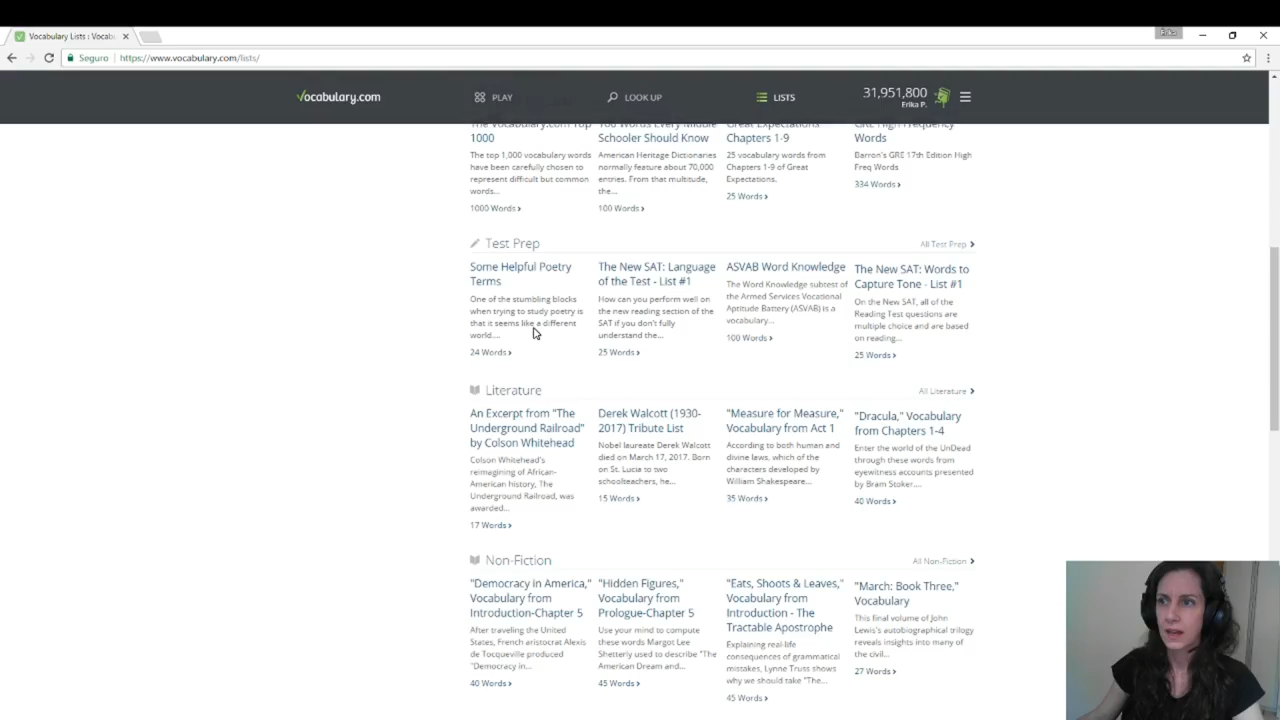 Vocabulary Lists : Vocab
Erika
Seguro
https://www.vocabulary.com/lists/
Vocabulary.com
PLAY
LOOK UP
LISTS
31,951,800
Erika P.
The Vocabulary.com Top
1000
The top 1,000 vocabulary words
have been carefully chosen to
represent difficult but common
words...
1000 Words
Words Every Middle
Schooler Should Know
American Heritage Dictionaries
normally feature about 70,000
entries. From that multitude,
the...
100 Words
Great Expectations
Chapters 1-9
25 vocabulary words from
Chapters 1-9 of Great
Expectations.
25 Words
GRE High Frequency
Words
Barron's GRE 17th Edition High
Freq Words
334 Words
Test Prep
All Test Prep
Some Helpful Poetry
Terms
One of the stumbling blocks
when trying to study poetry is
that it seems like a different
world....
24 Words
The New SAT: Language
of the Test - List #1
How can you perform well on
the new reading section of the
SAT if you don't fully
understand the...
25 Words
ASVAB Word Knowledge
The Word Knowledge subtest of
the Armed Services Vocational
Aptitude Battery (ASVAB) is a
vocabulary...
100 Words
The New SAT: Words to
Capture Tone - List #1
On the New SAT, all of the
Reading Test questions are
multiple choice and are based
on reading...
25 Words
Literature
All Literature
An Excerpt from "The
Underground Railroad"
by Colson Whitehead
Colson Whitehead's
reimagining of African-
American history, The
Underground Railroad, was
awarded...
17 Words
Derek Walcott (1930-
2017) Tribute List
Nobel laureate Derek Walcott
died on March 17, 2017. Born
on St. Lucia to two
schoolteachers, he...
15 Words
"Measure for Measure,"
Vocabulary from Act 1
According to both human and
divine laws, which of the
characters developed by
William Shakespeare...
35 Words
"Dracula," Vocabulary
from Chapters 1-4
Enter the world of the UnDead
through these words from
eyewitness accounts presented
by Bram Stoker....
40 Words
Non-Fiction
All Non-Fiction
"Democracy in America,"
Vocabulary from
Introduction-Chapter 5
After traveling the United
States, French aristocrat Alexis
de Tocqueville produced
"Democracy in...
40 Words
"Hidden Figures,"
Vocabulary from
Prologue-Chapter 5
Use your mind to compute
these words Margot Lee
Shetterly used to describe "The
American Dream and...
45 Words
"Eats, Shoots & Leaves,"
Vocabulary from
Introduction - The
Tractable Apostrophe
Explaining real-life
consequences of grammatical
mistakes, Lynne Truss shows
why we should take "The...
45 Words
"March: Book Three,"
Vocabulary
This final volume of John
Lewis's autobiographical trilogy
reveals insights into many of
the civil...
27 Words